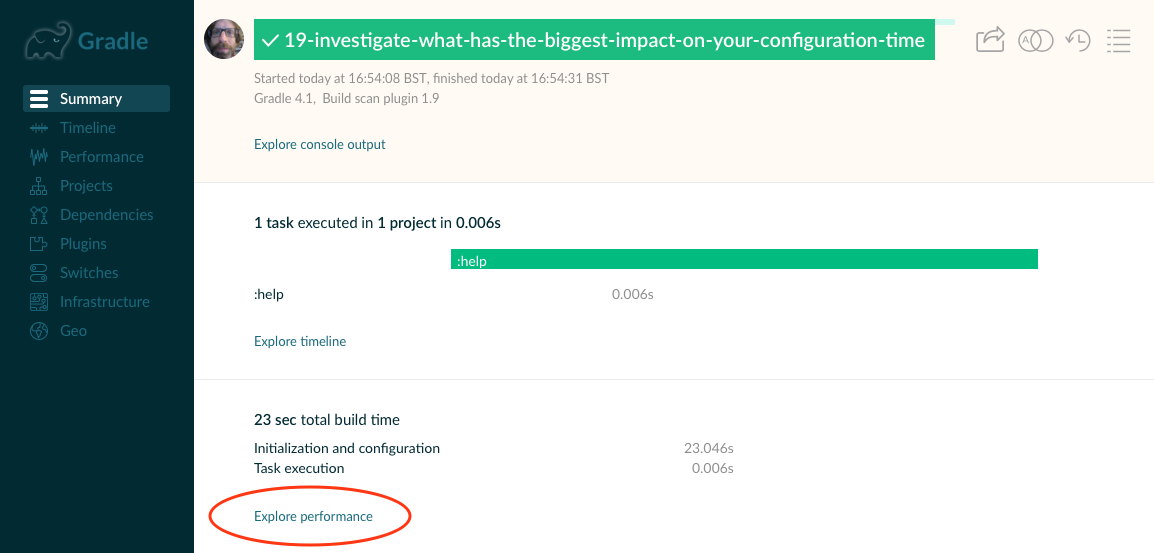 Gradle
Summary
Timeline
Performance
Projects
Dependencies
Plugins
Switches
Infrastructure
Geo
19-investigate-what-has-the-biggest-impact-on-your-configuration-time
A
Started today at 16:54:08 BST, finished today at 16:54:31 BST
Gradle 4.1, Build scan plugin 1.9
Explore console output
1 task executed in 1 project in 0.006s
:help
:help 0.006s
Explore timeline
23 sec total build time
Initialization and configuration 23.046s
Task execution 0.006s
Explore performance